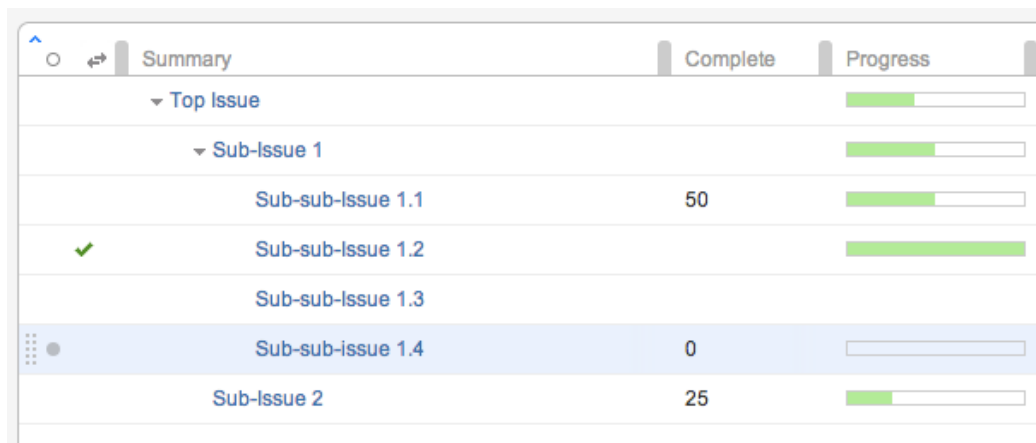 Summary Complete Progress
Top Issue
Sub-Issue 1
Sub-sub-Issue 1.1 50
Sub-sub-Issue 1.2
Sub-sub-Issue 1.3
Sub-sub-issue 1.4 0
Sub-Issue 2 25